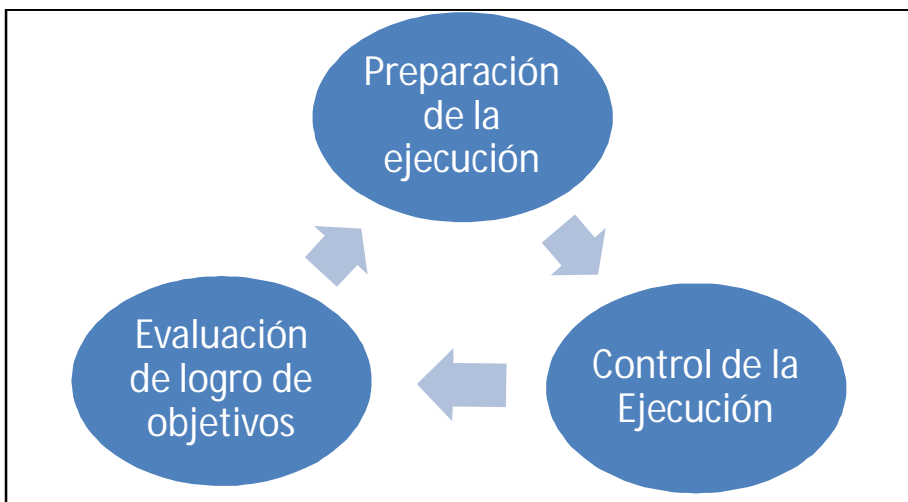 Preparación
de la
ejecución
Evaluación
de logro de
objetivos
Control de la
Ejecución